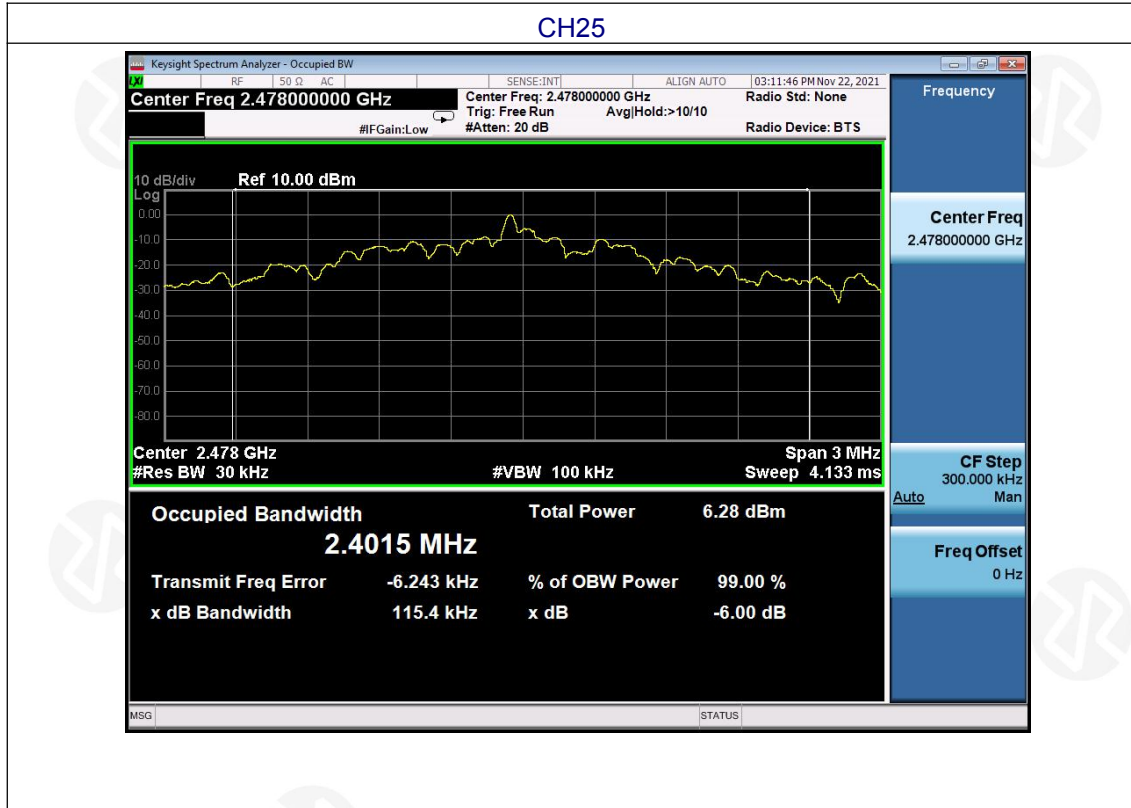 CH25
Keysight Spectrum Analyzer - Occupied BW
LXI RF 50 Ω AC SENSE:INT ALIGN AUTO 03:11:46 PM Nov 22, 2021
Center Freq 2.478000000 GHz
Center Freq: 2.478000000 GHz
Radio Std: None
Trig: Free Run Avg|Hold:>10/10
#IFGain:Low
#Atten: 20 dB
Radio Device: BTS
10 dB/div Ref 10.00 dBm
Log
0.00
-10.0
-20.0
-30.0
-40.0
-50.0
-60.0
-70.0
-80.0
Center 2.478 GHz Span 3 MHz
#Res BW 30 kHz #VBW 100 kHz Sweep 4.133 ms
Occupied Bandwidth Total Power 6.28 dBm
2.4015 MHz
Transmit Freq Error -6.243 kHz % of OBW Power 99.00 %
x dB Bandwidth 115.4 kHz x dB -6.00 dB
MSG STATUS
Frequency
Center Freq
2.478000000 GHz
CF Step
300.000 kHz
Auto Man
Freq Offset
0 Hz